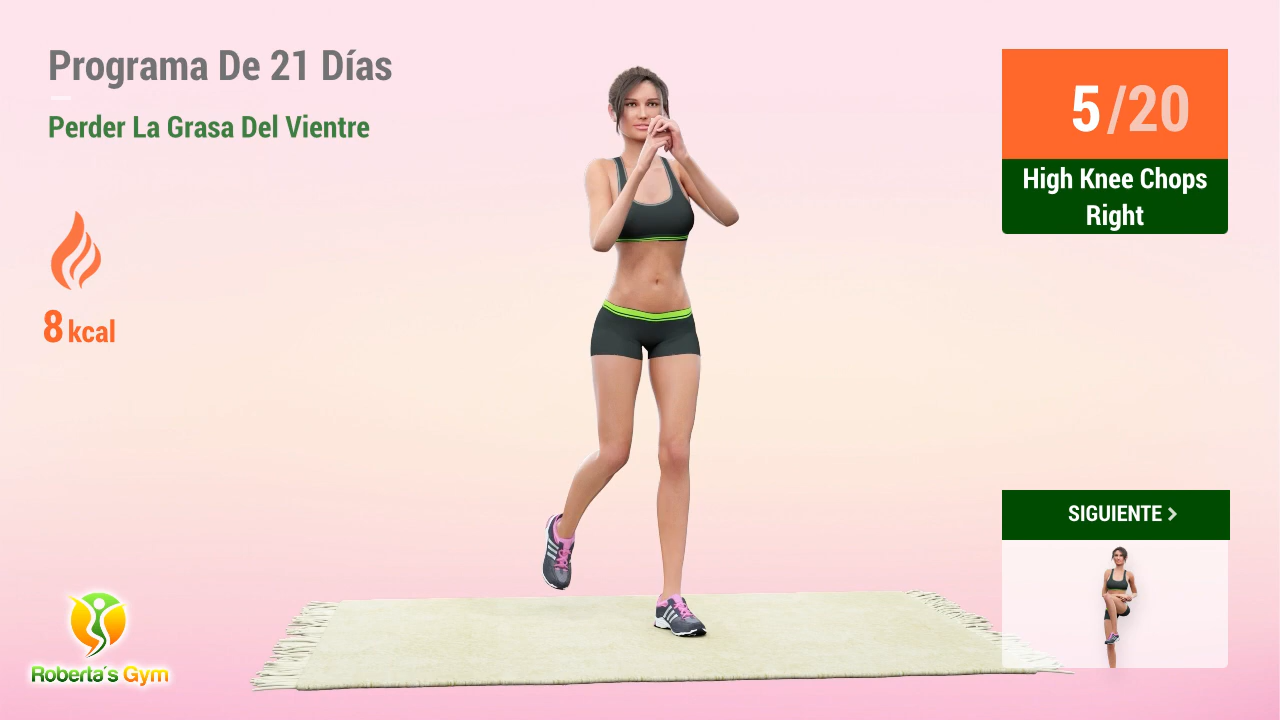 Programa De 21 Días
Perder La Grasa Del Vientre
8 kcal
5/20
High Knee Chops
Right
SIGUIENTE >
Roberta´s Gym